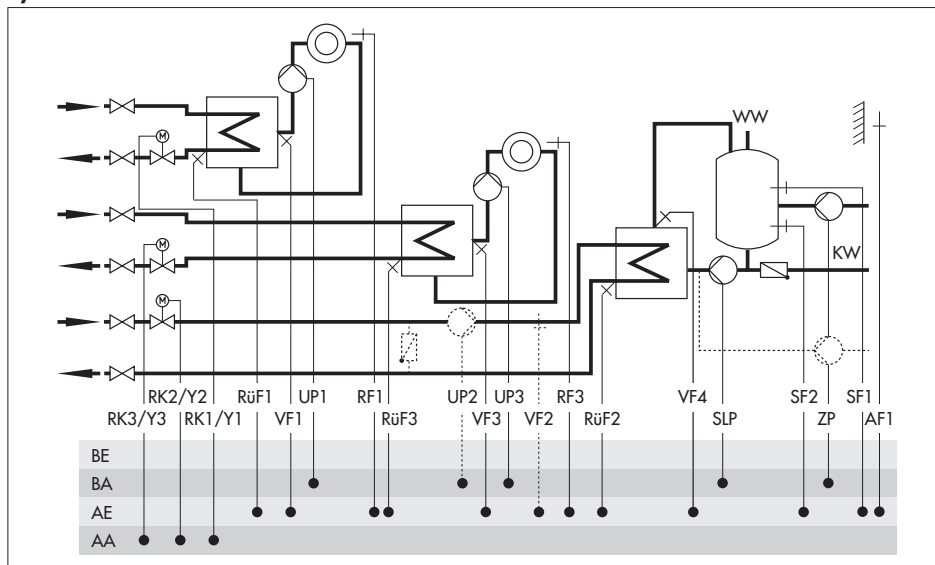 M
WW
M
KW
M
RK2/Y2 RüF1 UP1 RF1 UP2 UP3 RF3 VF4 SF2 SF1
RK3/Y3 RK1/Y1 VF1 RüF3 VF3 VF2 RüF2 SLP ZP AF1
BE
BA
AE
AA